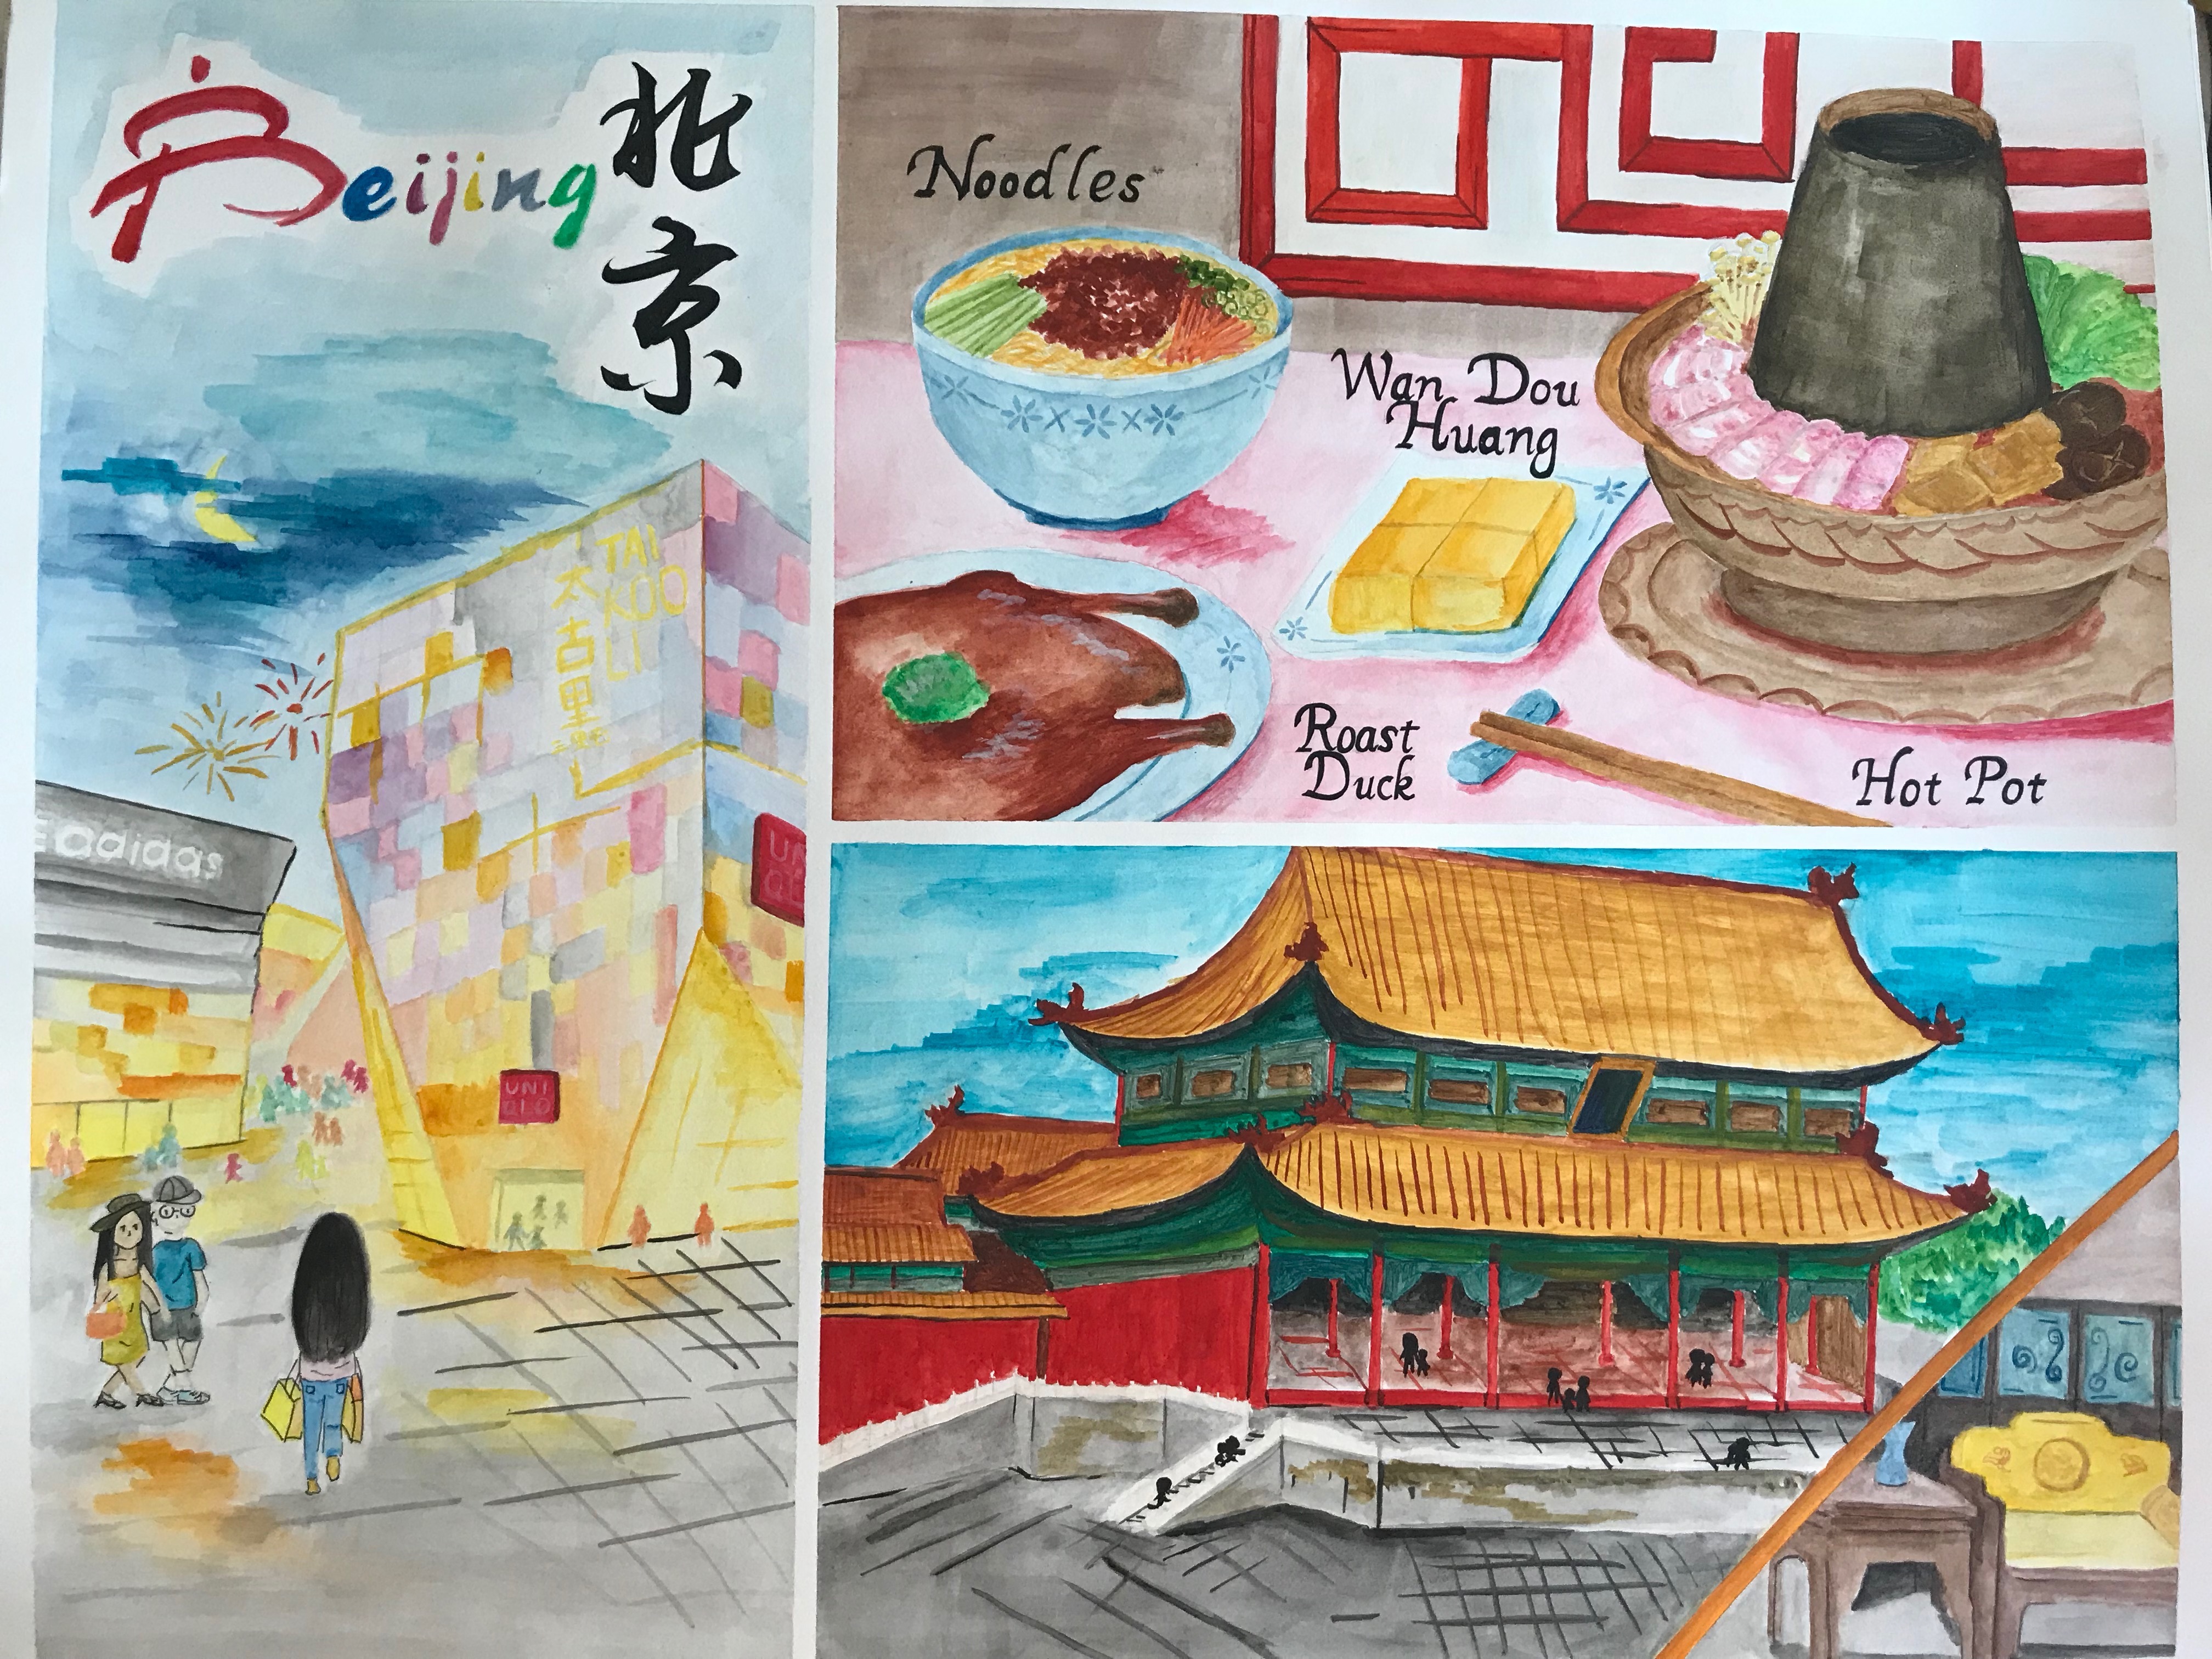 Beijing
北
京
TAI
KOO
LI
太
古
里
adidas
UNI
QLO
UNI
QLO
Noodles
Wan Dou
Huang
Roast
Duck
Hot Pot